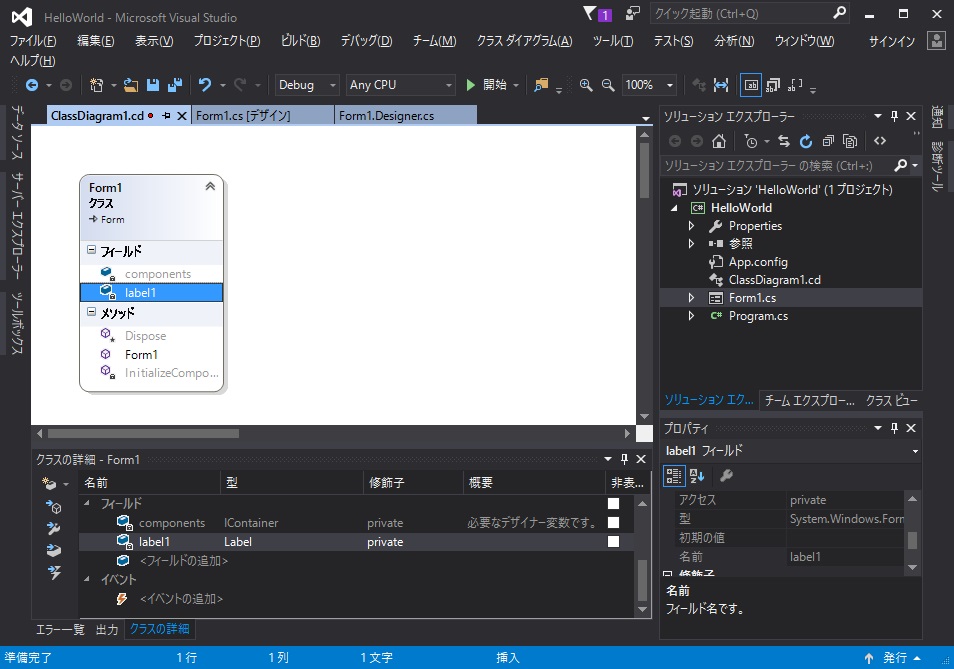 HelloWorld - Microsoft Visual Studio
1
クイック起動 (Ctrl+Q)
ファイル(F) 編集(E) 表示(V) プロジェクト(P) ビルド(B) デバッグ(D) チーム(M) クラス ダイアグラム(A) ツール(T) テスト(S) 分析(N) ウィンドウ(W) サインイン
ヘルプ(H)
Debug Any CPU 開始 100%
データ ソース
サーバー エクスプローラー
ツールボックス
ClassDiagram1.cd Form1.cs [デザイン] Form1.Designer.cs
Form1
クラス
Form
フィールド
components
label1
メソッド
Dispose
Form1
InitializeCompo...
クラスの詳細 - Form1
名前 型 修飾子 概要 非表...
フィールド
components IContainer private 必要なデザイナー変数です。
label1 Label private
<フィールドの追加>
イベント
<イベントの追加>
エラー一覧 出力 クラスの詳細
ソリューション エクスプローラー
ソリューション エクスプローラー の検索 (Ctrl+:)
ソリューション 'HelloWorld' (1 プロジェクト)
C# HelloWorld
Properties
参照
App.config
ClassDiagram1.cd
Form1.cs
C# Program.cs
ソリューション エク... チーム エクスプロー... クラス ビュー
プロパティ
label1 フィールド
アクセス private
型 System.Windows.Form
初期の値
名前 label1
修飾子
名前
フィールド名です。
通知
診断ツール
準備完了 1 行 1 列 1 文字 挿入 発行